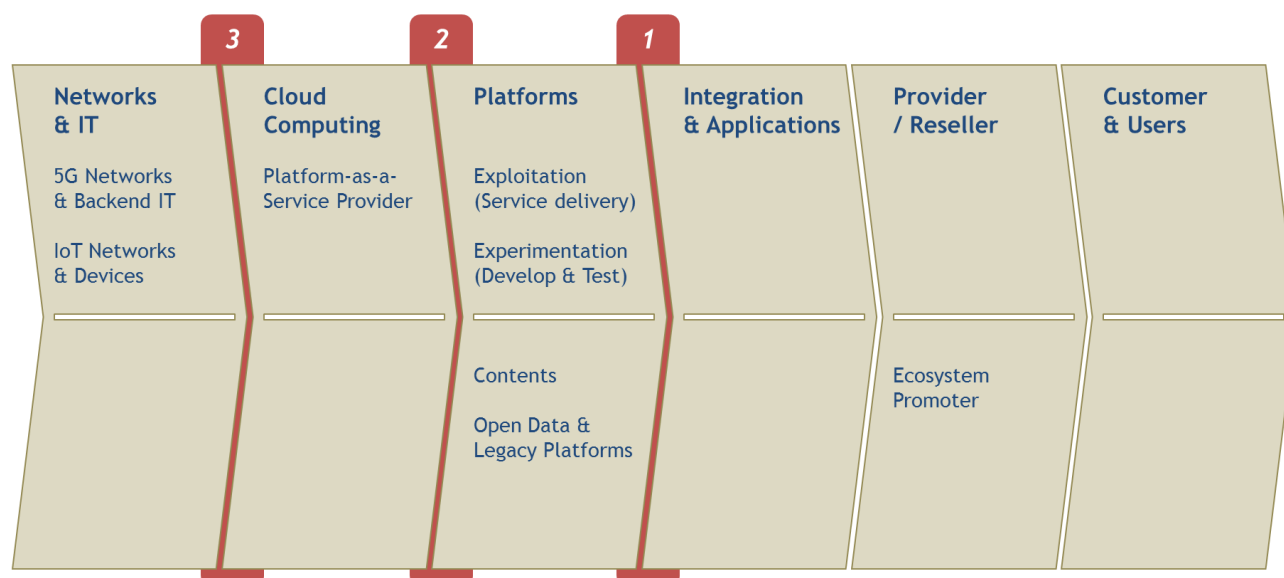 3
2
1
Networks
& IT
5G Networks
& Backend IT
IoT Networks
& Devices
Cloud
Computing
Platform-as-a-
Service Provider
Platforms
Exploitation
(Service delivery)
Experimentation
(Develop & Test)
Contents
Open Data &
Legacy Platforms
Integration
& Applications
Provider
/ Reseller
Ecosystem
Promoter
Customer
& Users